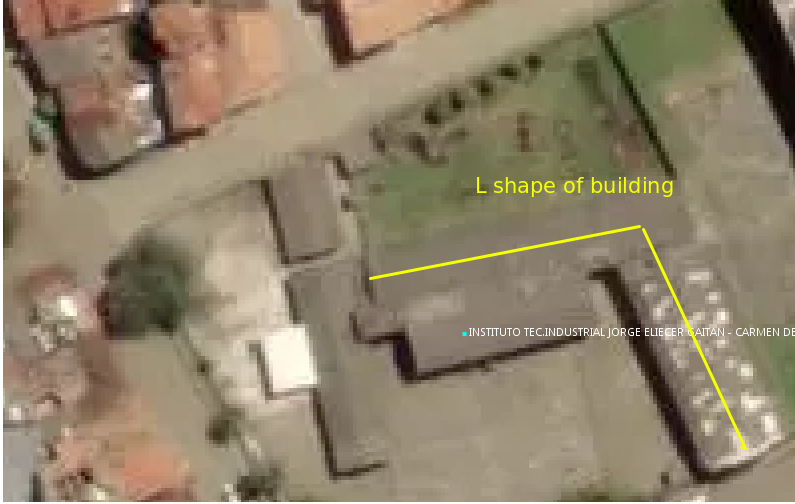 L shape of building
INSTITUTO TEC.INDUSTRIAL JORGE ELIECER GAITAN - CARMEN DE